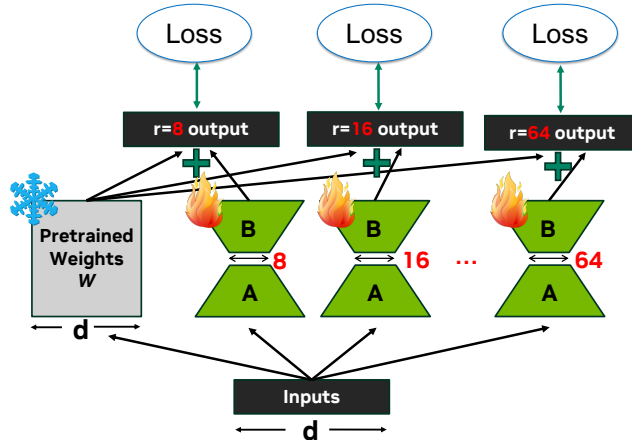 Loss
Loss
Loss
r=8 output
r=16 output
r=64 output
Pretrained
Weights
W
B
B
B
8
16
...
64
A
A
A
d
Inputs
d